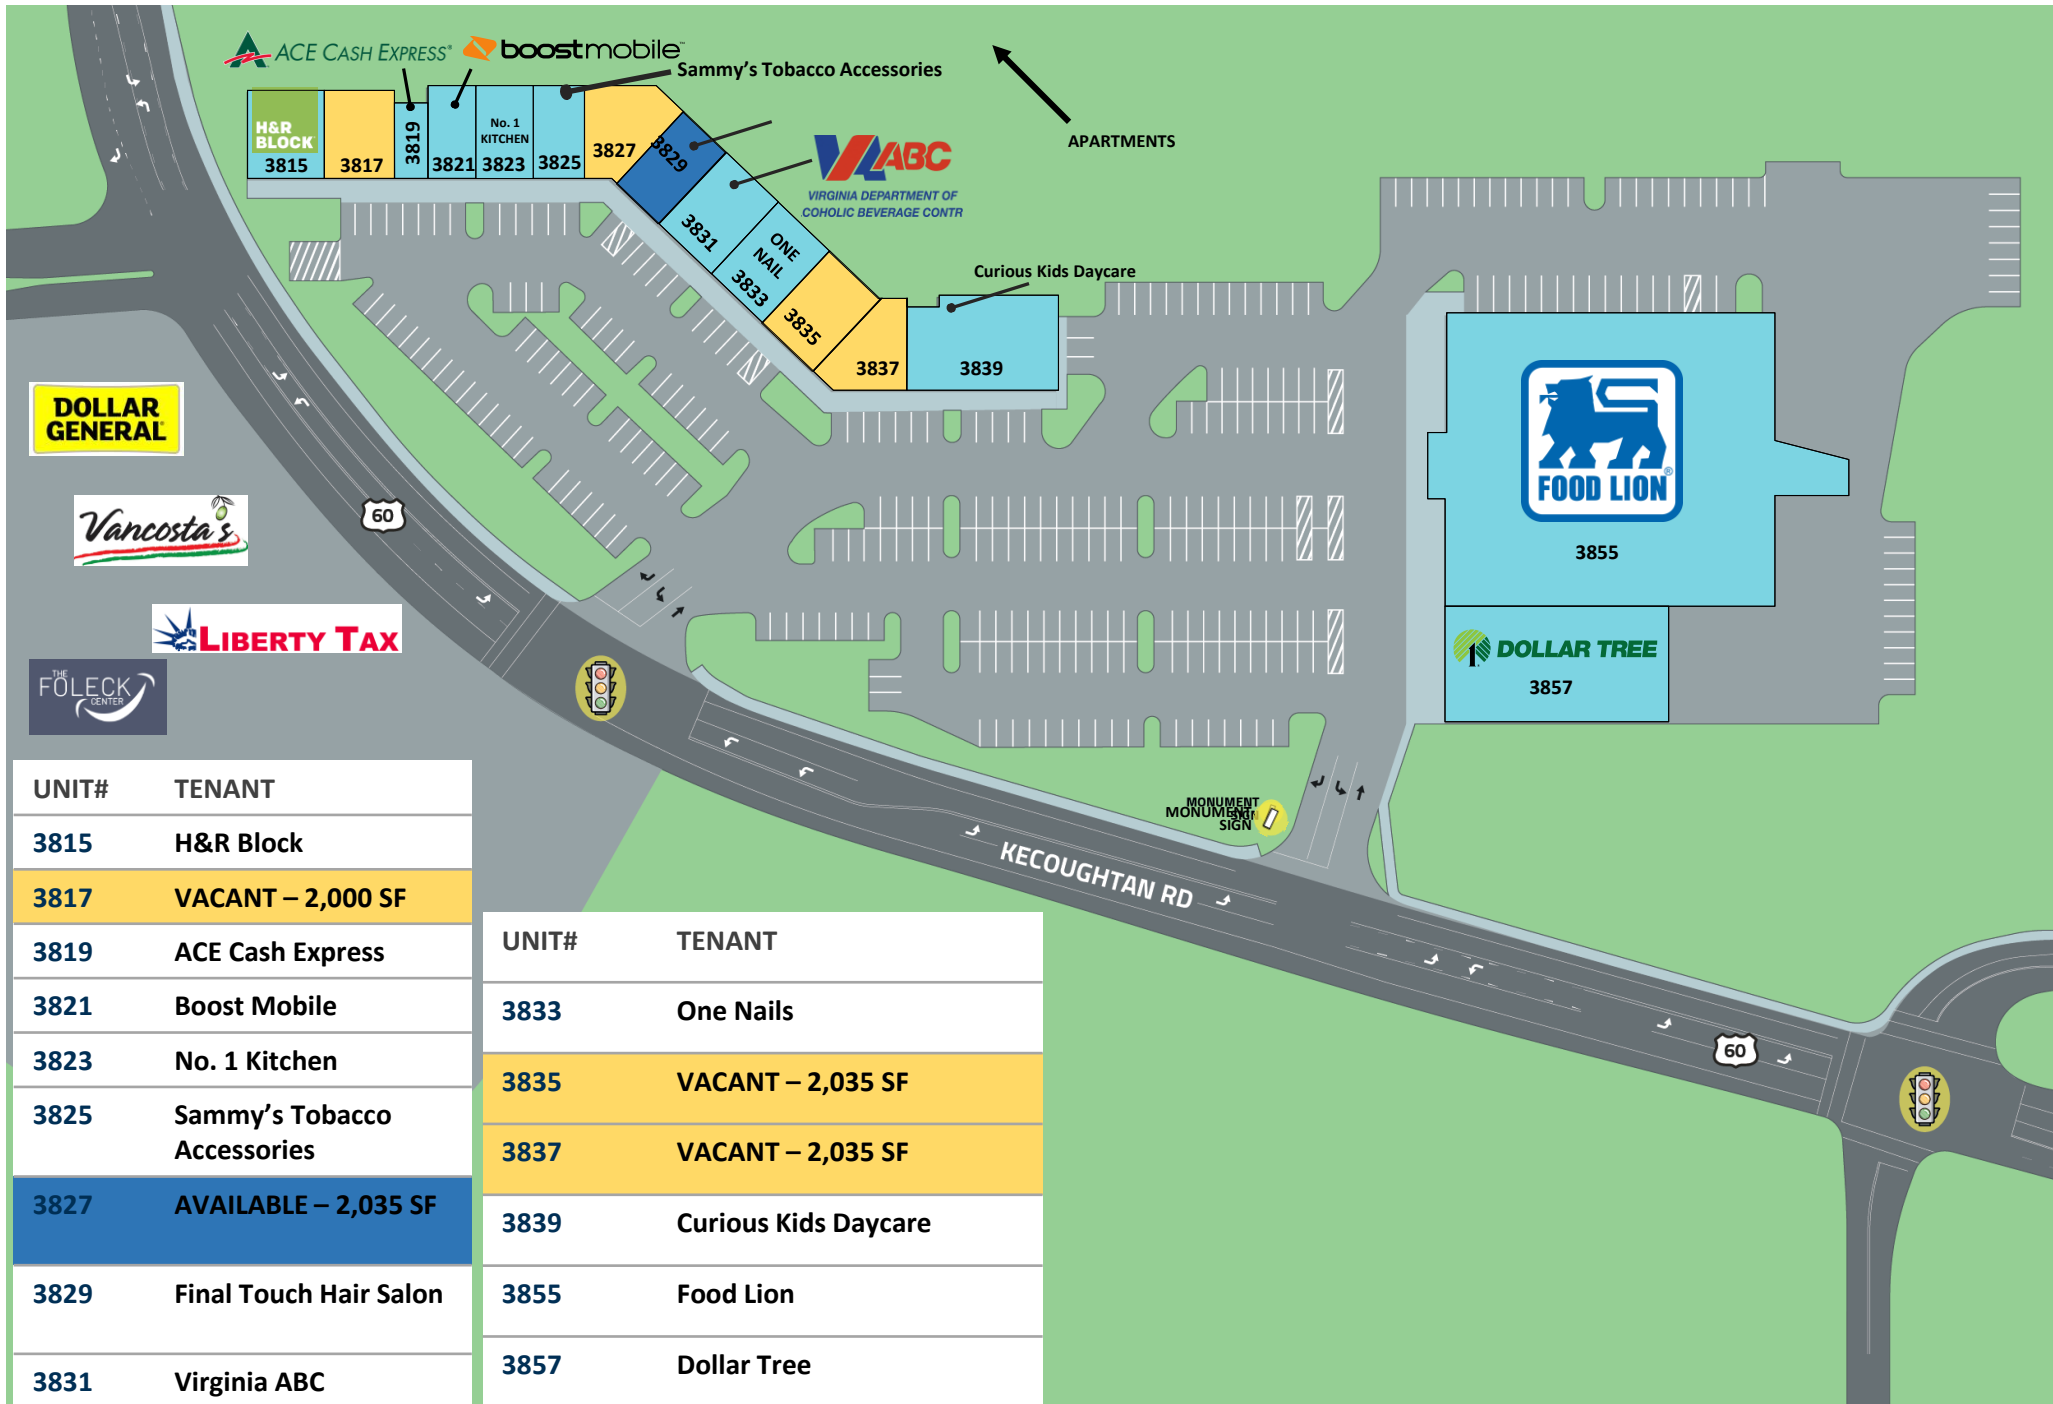 ACE CASH EXPRESS
boostmobile
Sammy's Tobacco Accessories
APARTMENTS
H&R
BLOCK
3815
3817
3819
3821
No. 1
KITCHEN
3823
3825
3827
3829
3831
ONE
NAIL
3833
3835
3837
3839
VA ABC
VIRGINIA DEPARTMENT OF
COHOLIC BEVERAGE CONTR
Curious Kids Daycare
FOOD LION
3855
DOLLAR TREE
3857
DOLLAR
GENERAL
Vancosta's
LIBERTY TAX
THE
FOLECK
CENTER
60
MONUMENT
SIGN
MONUMENT
SIGN
KECOUGHTAN RD
60
UNIT# TENANT
3815 H&R Block
3817 VACANT – 2,000 SF
3819 ACE Cash Express
3821 Boost Mobile
3823 No. 1 Kitchen
3825 Sammy's Tobacco
Accessories
3827 AVAILABLE – 2,035 SF
3829 Final Touch Hair Salon
3831 Virginia ABC
UNIT# TENANT
3833 One Nails
3835 VACANT – 2,035 SF
3837 VACANT – 2,035 SF
3839 Curious Kids Daycare
3855 Food Lion
3857 Dollar Tree